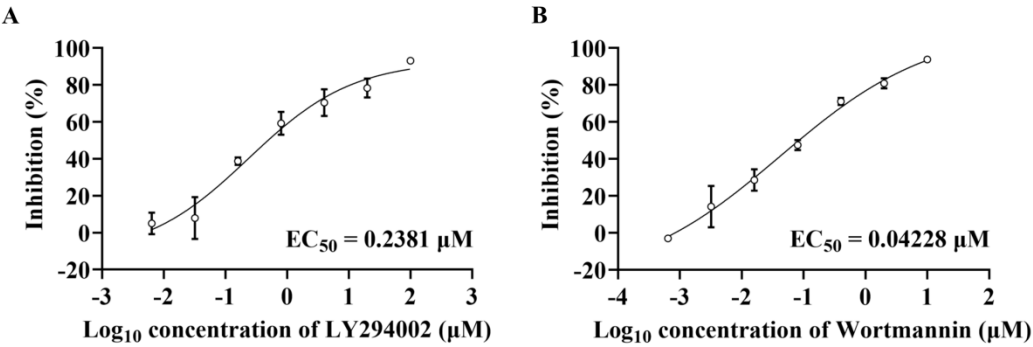 A
Inhibition (%)
100
80
60
40
20
0
-20
EC50 = 0.2381 μM
-3 -2 -1 0 1 2 3
Log10 concentration of LY294002 (μM)
B
Inhibition (%)
100
80
60
40
20
0
-20
EC50 = 0.04228 μM
-4 -3 -2 -1 0 1 2
Log10 concentration of Wortmannin (μM)